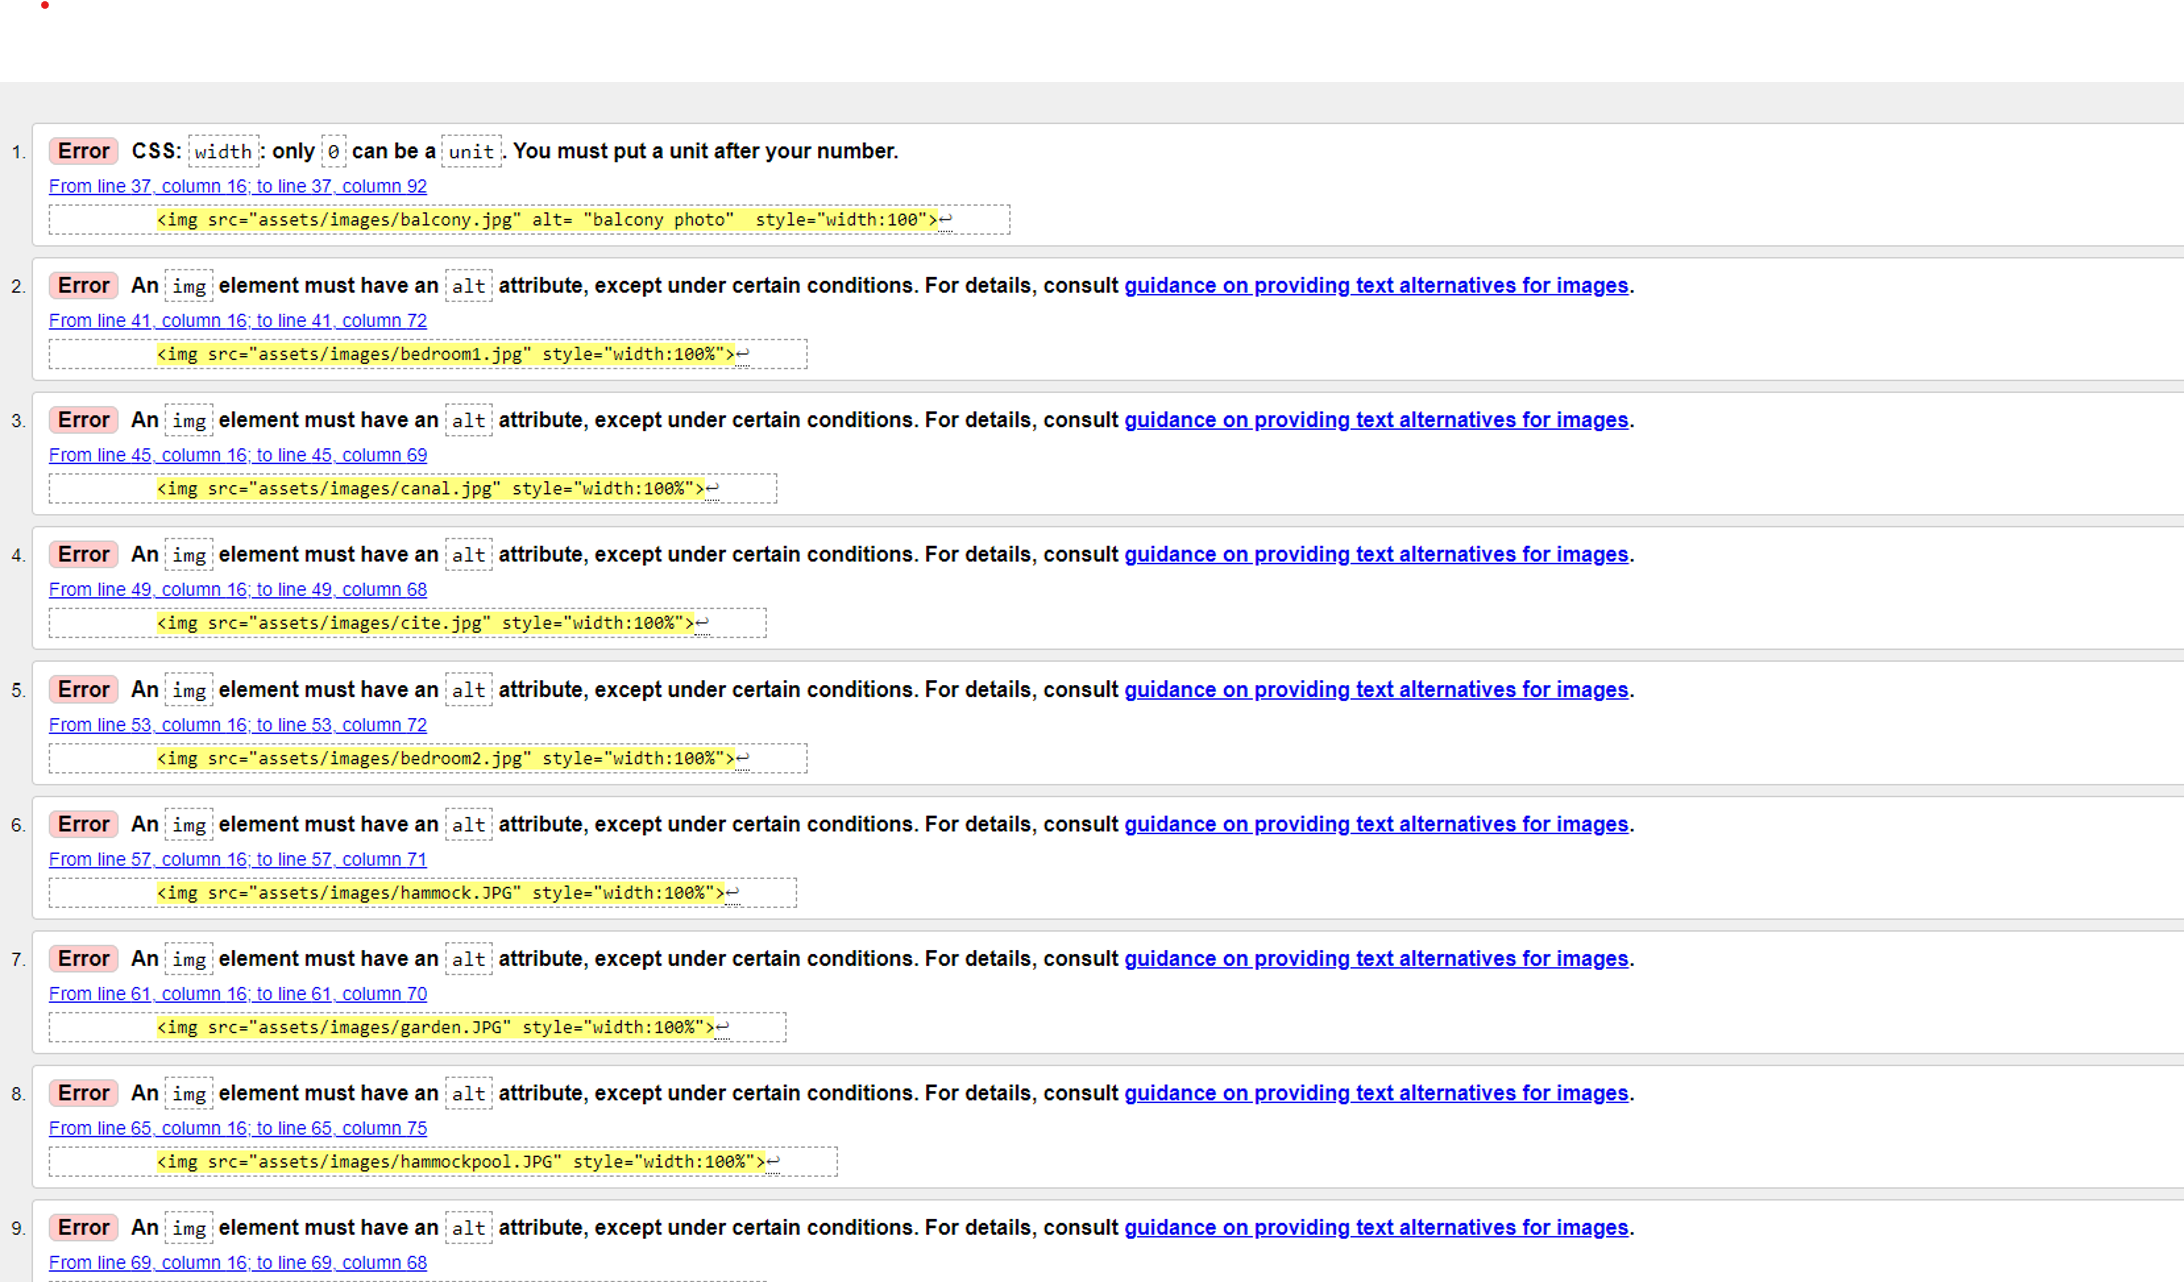 1. Error CSS: width: only 0 can be a unit. You must put a unit after your number.
From line 37, column 16; to line 37, column 92
<img src="assets/images/balcony.jpg" alt= "balcony photo"  style="width:100">↩
2. Error An img element must have an alt attribute, except under certain conditions. For details, consult guidance on providing text alternatives for images.
From line 41, column 16; to line 41, column 72
<img src="assets/images/bedroom1.jpg" style="width:100%">↩
3. Error An img element must have an alt attribute, except under certain conditions. For details, consult guidance on providing text alternatives for images.
From line 45, column 16; to line 45, column 69
<img src="assets/images/canal.jpg" style="width:100%">↩
4. Error An img element must have an alt attribute, except under certain conditions. For details, consult guidance on providing text alternatives for images.
From line 49, column 16; to line 49, column 68
<img src="assets/images/cite.jpg" style="width:100%">↩
5. Error An img element must have an alt attribute, except under certain conditions. For details, consult guidance on providing text alternatives for images.
From line 53, column 16; to line 53, column 72
<img src="assets/images/bedroom2.jpg" style="width:100%">↩
6. Error An img element must have an alt attribute, except under certain conditions. For details, consult guidance on providing text alternatives for images.
From line 57, column 16; to line 57, column 71
<img src="assets/images/hammock.JPG" style="width:100%">↩
7. Error An img element must have an alt attribute, except under certain conditions. For details, consult guidance on providing text alternatives for images.
From line 61, column 16; to line 61, column 70
<img src="assets/images/garden.JPG" style="width:100%">↩
8. Error An img element must have an alt attribute, except under certain conditions. For details, consult guidance on providing text alternatives for images.
From line 65, column 16; to line 65, column 75
<img src="assets/images/hammockpool.JPG" style="width:100%">↩
9. Error An img element must have an alt attribute, except under certain conditions. For details, consult guidance on providing text alternatives for images.
From line 69, column 16; to line 69, column 68